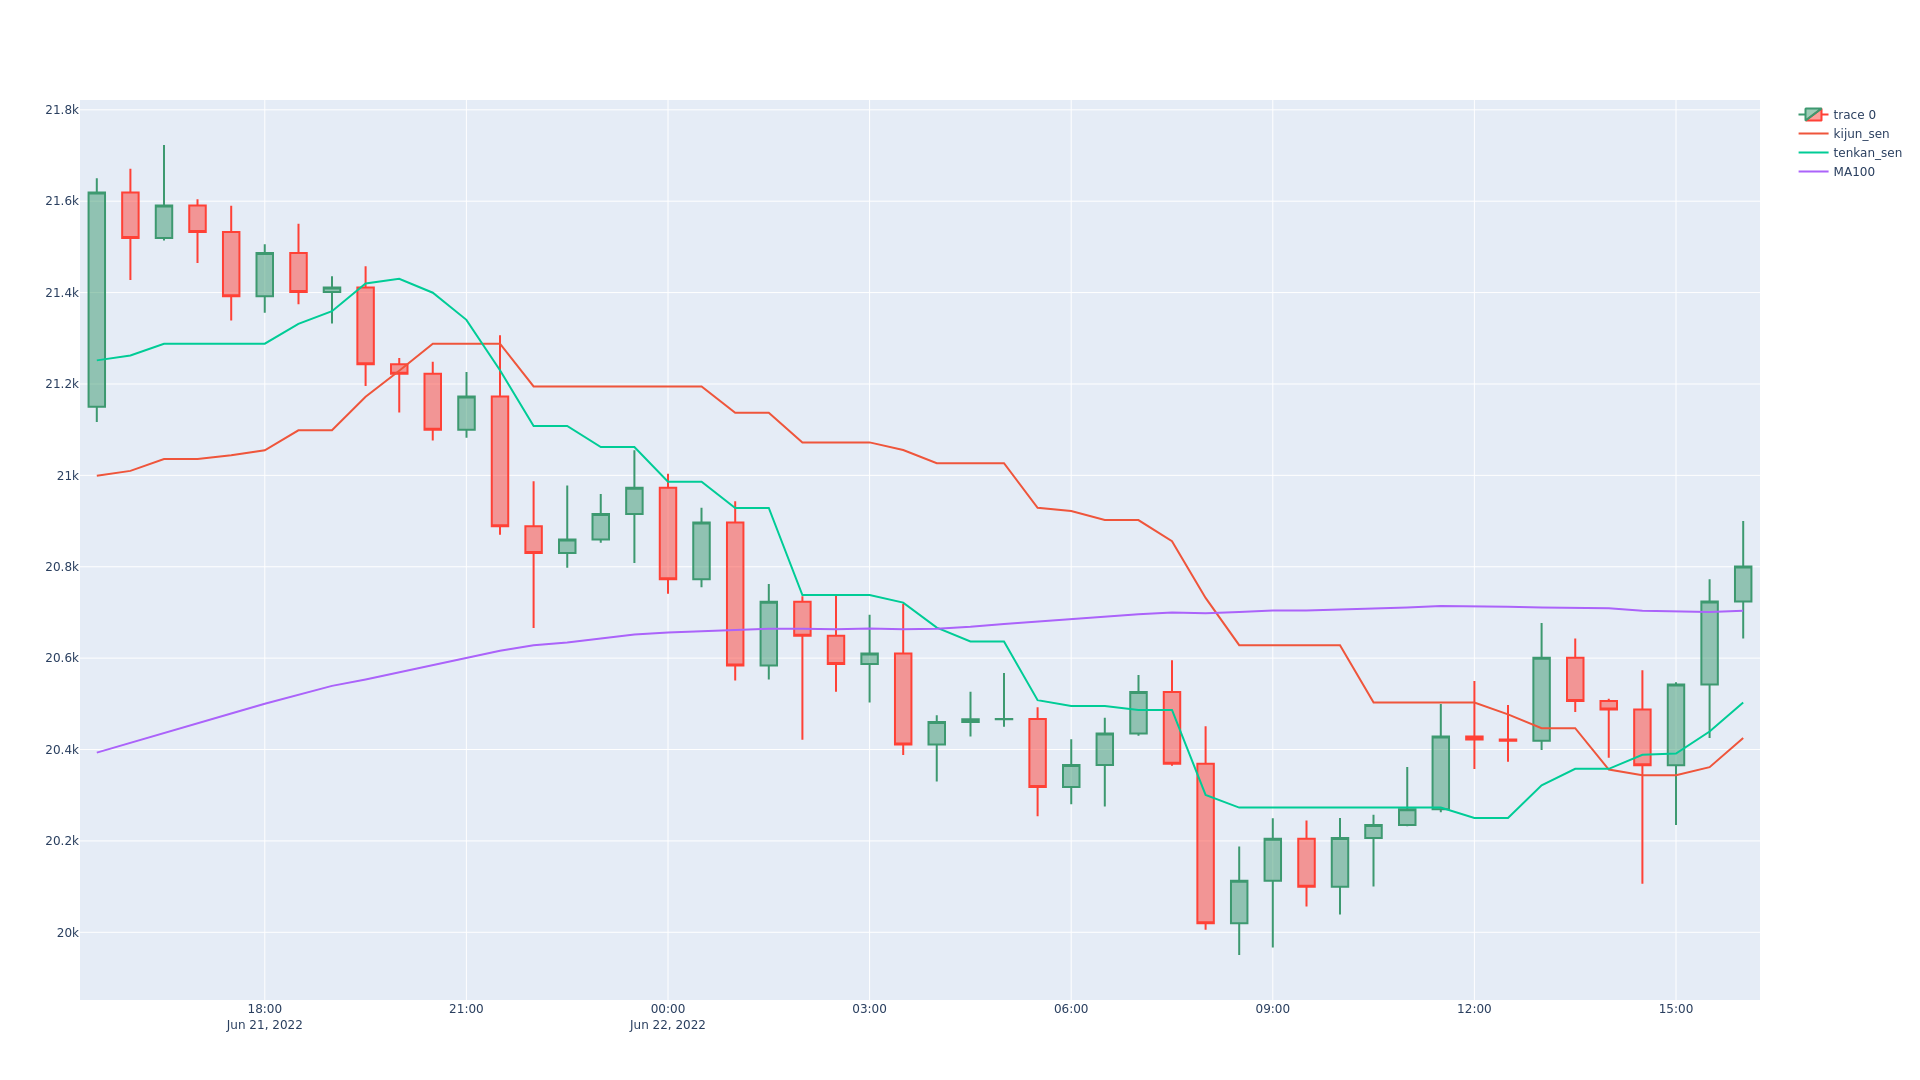 21.8k
21.6k
21.4k
21.2k
21k
20.8k
20.6k
20.4k
20.2k
20k
18:00
Jun 21, 2022
21:00
00:00
Jun 22, 2022
03:00
06:00
09:00
12:00
15:00
trace 0
kijun_sen
tenkan_sen
MA100